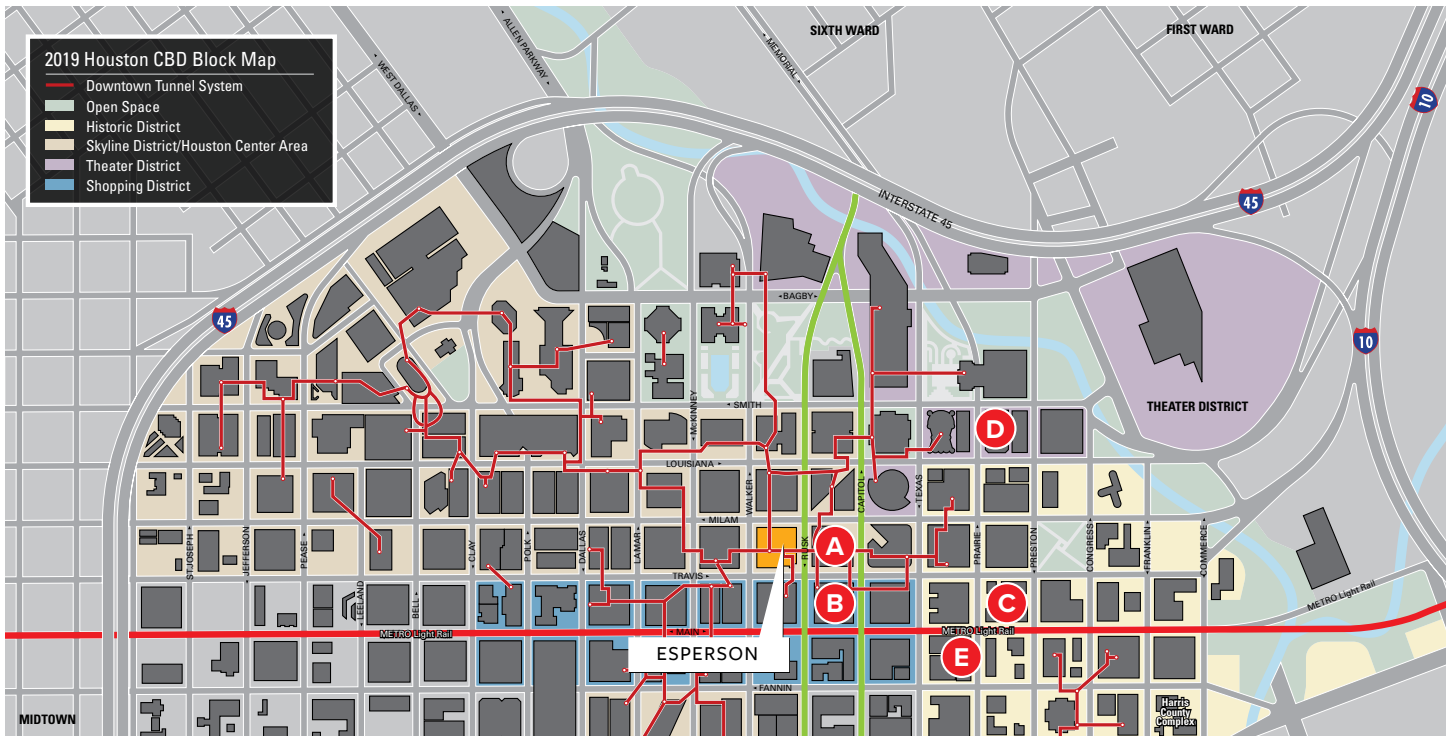 2019 Houston CBD Block Map
Downtown Tunnel System
Open Space
Historic District
Skyline District/Houston Center Area
Theater District
Shopping District
SIXTH WARD
FIRST WARD
WEST DALLAS
ALLEN PARKWAY
MEMORIAL
10
INTERSTATE 45
45
BAGBY
45
10
SMITH
McKINNEY
THEATER DISTRICT
D
LOUISIANA
WALKER
CAPITOL
TEXAS
MILAM
ST JOSEPH
JEFFERSON
PEASE
CLAY
POLK
DALLAS
LAMAR
RUSK
A
PRAIRIE
PRESTON
CONGRESS
FRANKLIN
COMMERCE
TRAVIS
LEELAND
BELL
B
C
METRO Light Rail
METRO Light Rail
MAIN
METRO Light Rail
ESPERSON
E
FANNIN
MIDTOWN
Harris
County
Complex